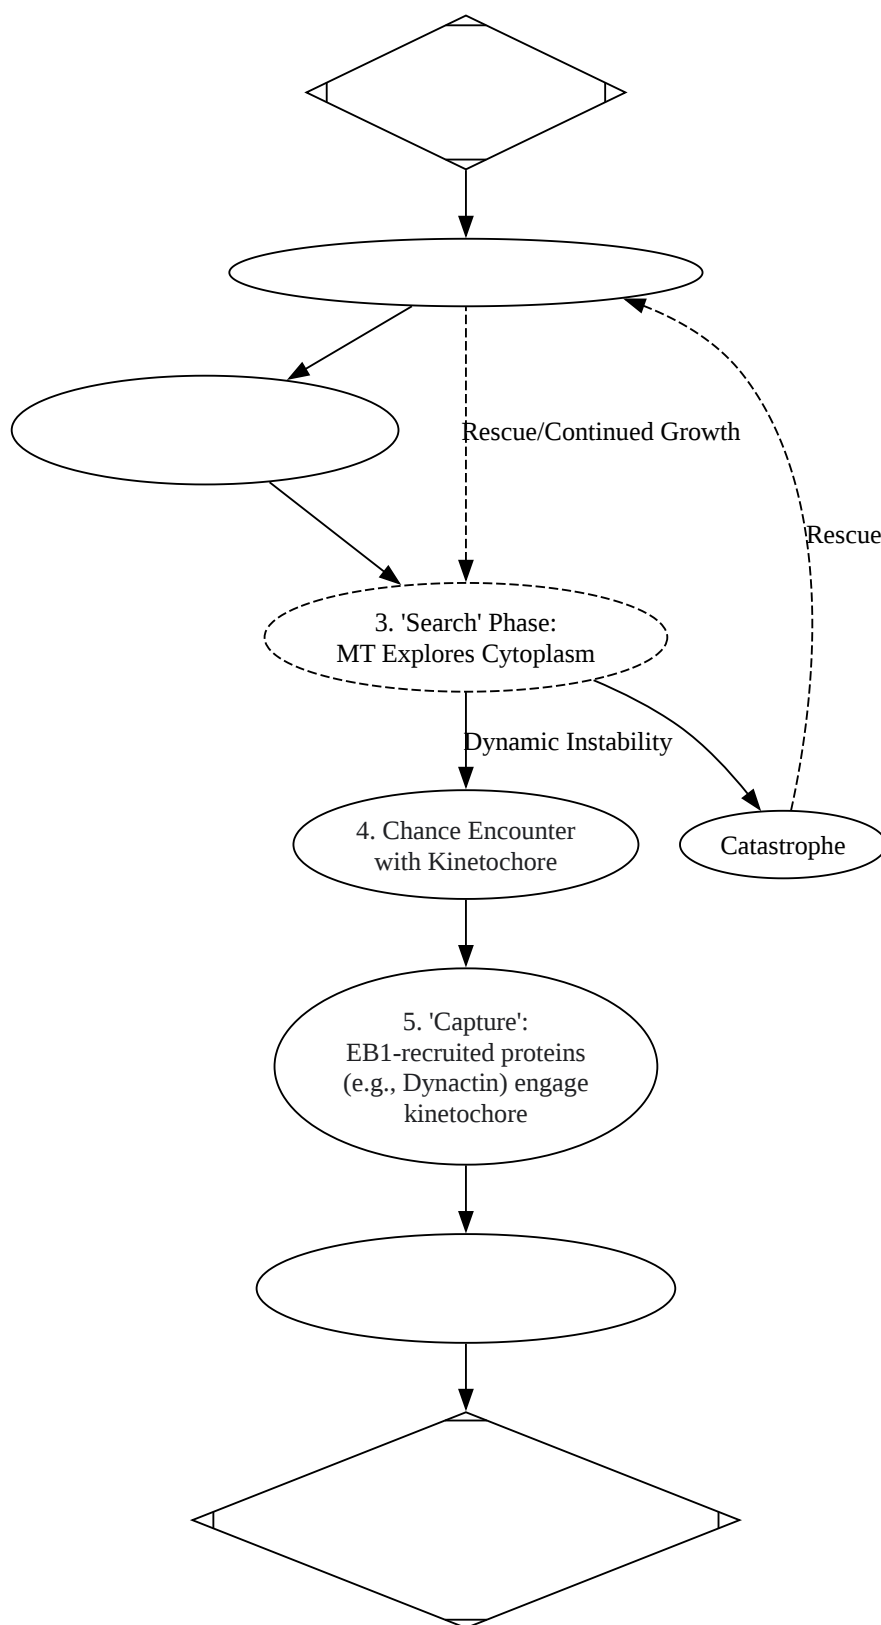 Rescue/Continued Growth
Rescue
3. 'Search' Phase:
MT Explores Cytoplasm
Dynamic Instability
4. Chance Encounter
with Kinetochore
Catastrophe
5. 'Capture':
EB1-recruited proteins
(e.g., Dynactin) engage
kinetochore